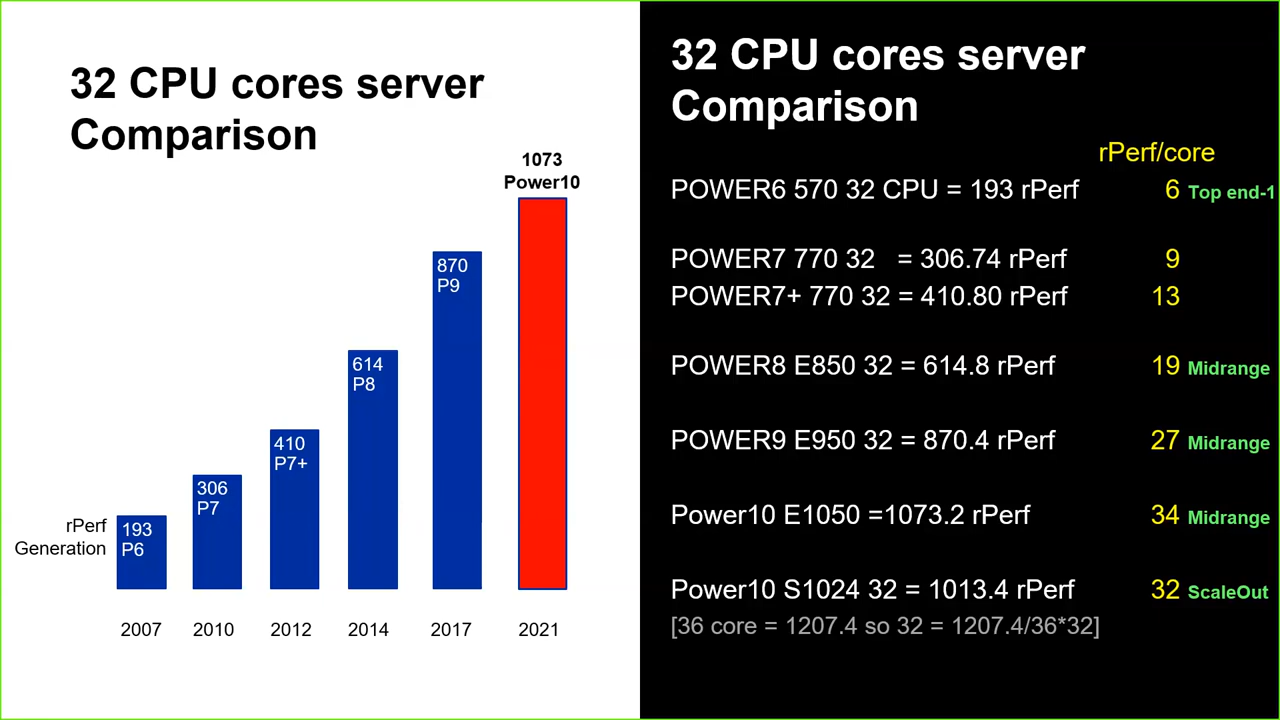 32 CPU cores server
Comparison
1073
Power10
870
P9
614
P8
410
P7+
306
P7
rPerf
Generation
193
P6
2007
2010
2012
2014
2017
2021
32 CPU cores server
Comparison
rPerf/core
POWER6 570 32 CPU = 193 rPerf 6 Top end-1
POWER7 770 32 = 306.74 rPerf 9
POWER7+ 770 32 = 410.80 rPerf 13
POWER8 E850 32 = 614.8 rPerf 19 Midrange
POWER9 E950 32 = 870.4 rPerf 27 Midrange
Power10 E1050 =1073.2 rPerf 34 Midrange
Power10 S1024 32 = 1013.4 rPerf 32 ScaleOut
[36 core = 1207.4 so 32 = 1207.4/36*32]